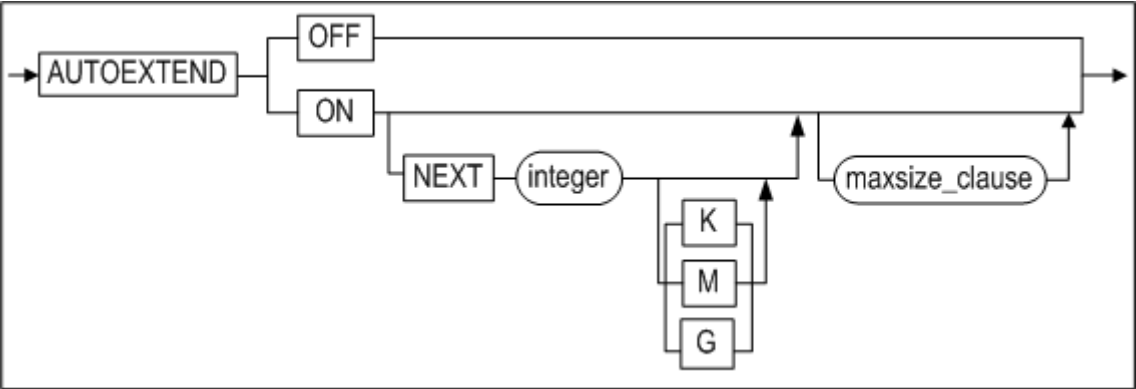 OFF
AUTOEXTEND
ON
NEXT integer maxsize_clause
K
M
G